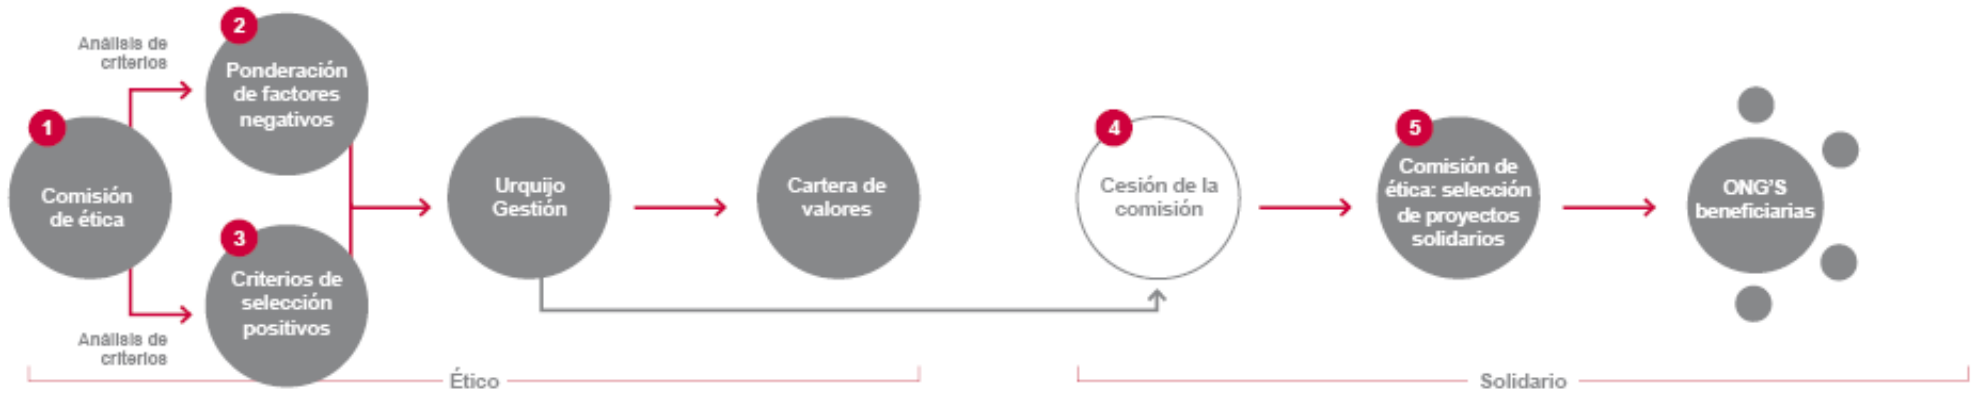 1
Comisión
de ética
Análisis de
criterios
2
Ponderación
de factores
negativos
3
Criterios de
selección
positivos
Análisis de
criterios
Urquijo
Gestión
Cartera de
valores
Ético
4
Cesión de la
comisión
5
Comisión de
ética: selección
de proyectos
solidarios
ONG'S
beneficiarias
Solidario